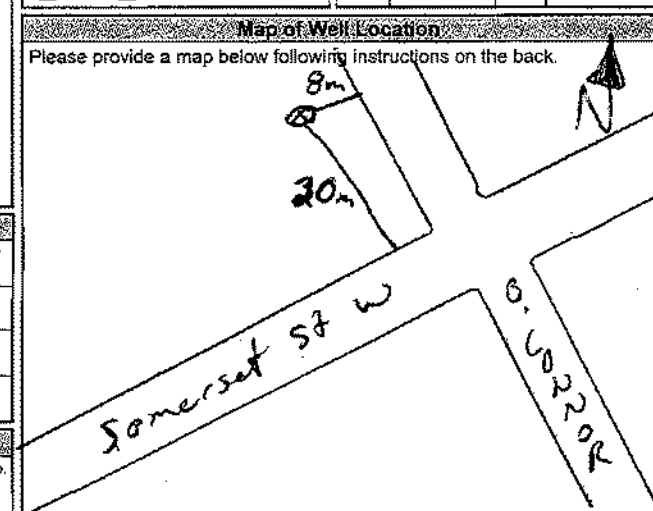 Map of Well Location
Please provide a map below following instructions on the back.
8m
N
20m
Somerset St W
O.CONNOR